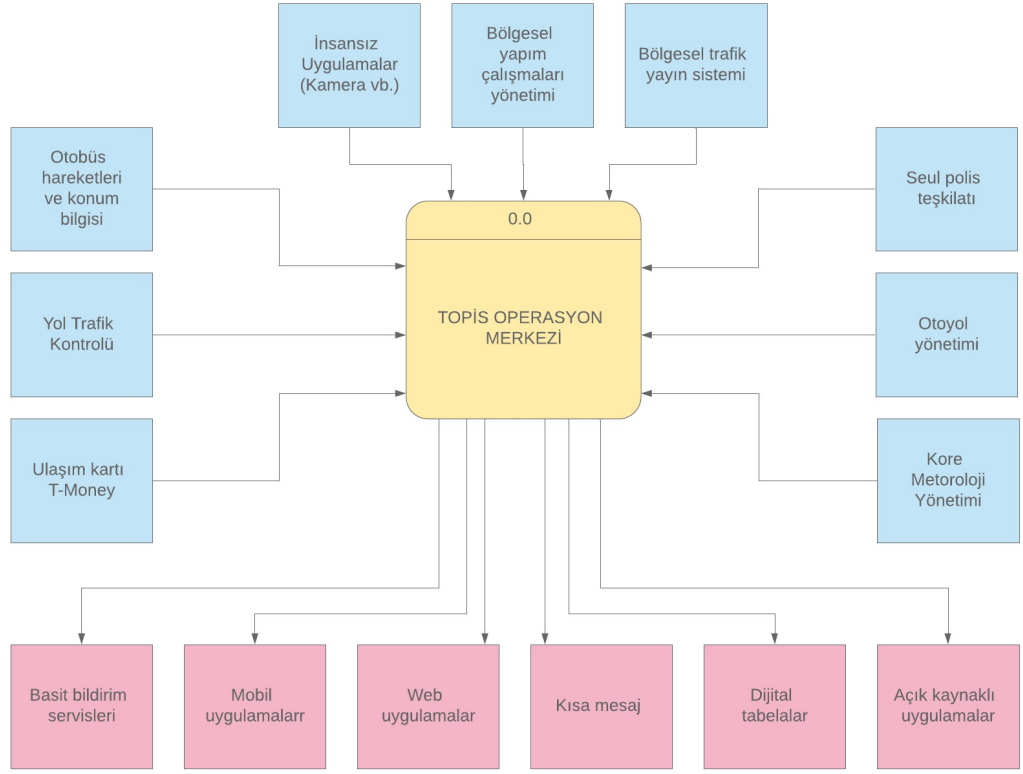 İnsansız
Uygulamalar
(Kamera vb.)
Bölgesel
yapım
çalışmaları
yönetimi
Bölgesel trafik
yayın sistemi
Otobüs
hareketleri
ve konum
bilgisi
Seul polis
teşkilatı
0.0
TOPİS OPERASYON
MERKEZİ
Yol Trafik
Kontrolü
Otoyol
yönetimi
Ulaşım kartı
T-Money
Kore
Metoroloji
Yönetimi
Basit bildirim
servisleri
Mobil
uygulamalarr
Web
uygulamalar
Kısa mesaj
Dijital
tabelalar
Açık kaynaklı
uygulamalar